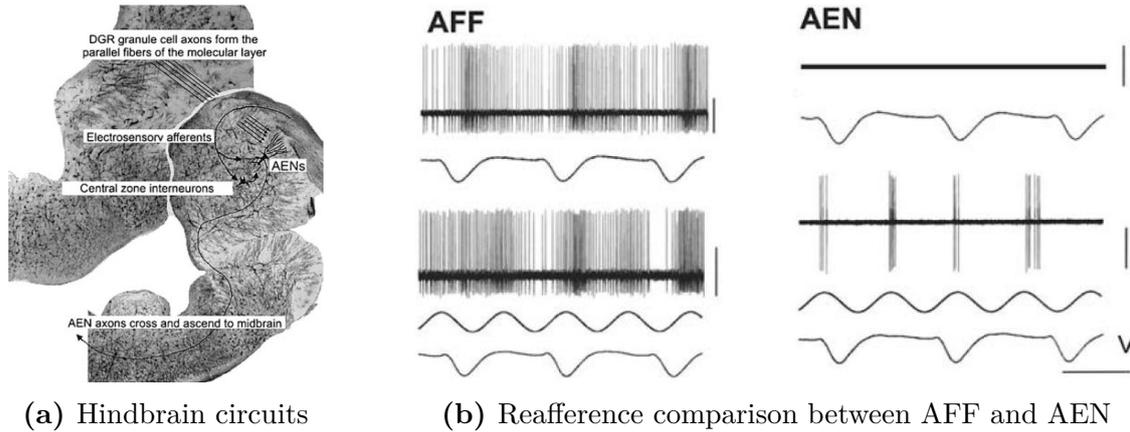 DGR granule cell axons form the
parallel fibers of the molecular layer
Electrosensory afferents
AENs
Central zone interneurons
AEN axons cross and ascend to midbrain
AFF
AEN
V
(a) Hindbrain circuits
(b) Reafference comparison between AFF and AEN